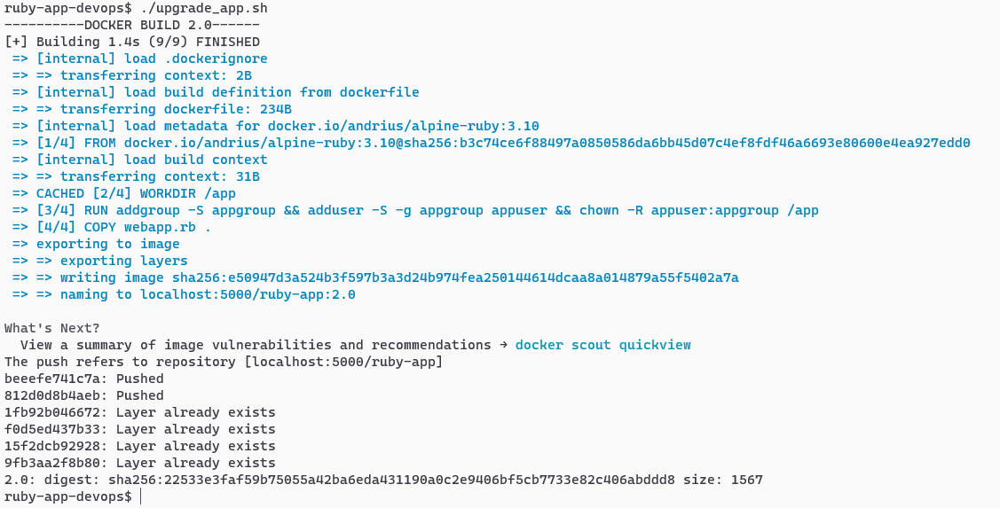 ruby-app-devops$ ./upgrade_app.sh
----------DOCKER BUILD 2.0------
[+] Building 1.4s (9/9) FINISHED
=> [internal] load .dockerignore
=> => transferring context: 2B
=> [internal] load build definition from dockerfile
=> => transferring dockerfile: 234B
=> [internal] load metadata for docker.io/andrius/alpine-ruby:3.10
=> [1/4] FROM docker.io/andrius/alpine-ruby:3.10@sha256:b3c74ce6f88497a0850586da6bb45d07c4ef8fdf46a6693e80600e4ea927edd0
=> [internal] load build context
=> => transferring context: 31B
=> CACHED [2/4] WORKDIR /app
=> [3/4] RUN addgroup -S appgroup && adduser -S -g appgroup appuser && chown -R appuser:appgroup /app
=> [4/4] COPY webapp.rb .
=> exporting to image
=> => exporting layers
=> => writing image sha256:e50947d3a524b3f597b3a3d24b974fea250144614dcaa8a014879a55f5402a7a
=> => naming to localhost:5000/ruby-app:2.0
What's Next?
View a summary of image vulnerabilities and recommendations → docker scout quickview
The push refers to repository [localhost:5000/ruby-app]
beeefe741c7a: Pushed
812d0d8b4aeb: Pushed
1fb92b046672: Layer already exists
f0d5ed437b33: Layer already exists
15f2dcb92928: Layer already exists
9fb3aa2f8b80: Layer already exists
2.0: digest: sha256:22533e3faf59b75055a42ba6eda431190a0c2e9406bf5cb7733e82c406abddd8 size: 1567
ruby-app-devops$